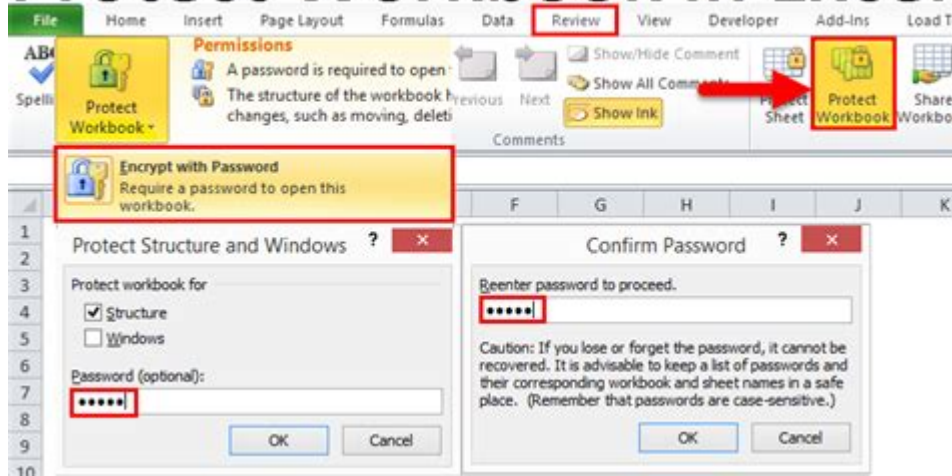 File Home Insert Page Layout Formulas Data Review View Developer Add-Ins Load T
Permissions
A password is required to open
The structure of the workbook h
changes, such as moving, deleti
Protect
Workbook
Encrypt with Password
Require a password to open this
workbook.
Previous Next
Show/Hide Comment
Show All Comments
Show Ink
Comments
Protect
Sheet
Protect
Workbook
Share
Workbo
F G H I J K
1
2
3
4
5
6
7
8
9
10
Protect Structure and Windows ?
Protect workbook for
Structure
Windows
Password (optional):
•••••
OK Cancel
Confirm Password ?
Reenter password to proceed.
•••••
Caution: If you lose or forget the password, it cannot be
recovered. It is advisable to keep a list of passwords and
their corresponding workbook and sheet names in a safe
place. (Remember that passwords are case-sensitive.)
OK Cancel